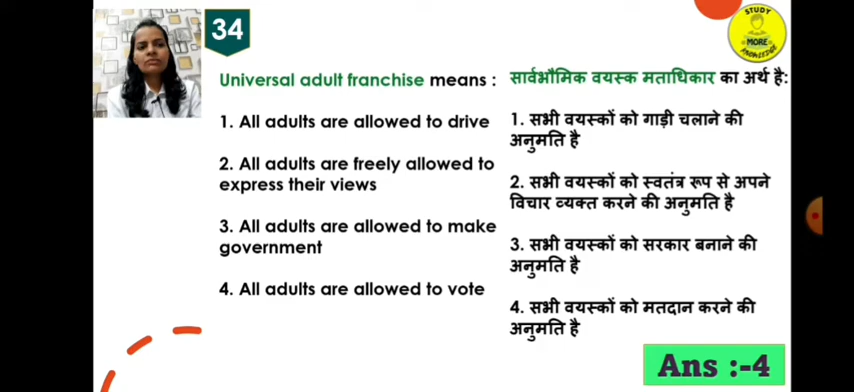 34
STUDY
MORE
KNOWLEDGE
Universal adult franchise means :
1. All adults are allowed to drive
2. All adults are freely allowed to
express their views
3. All adults are allowed to make
government
4. All adults are allowed to vote
सार्वभौमिक वयस्क मताधिकार का अर्थ है:
1. सभी वयस्कों को गाड़ी चलाने की
अनुमति है
2. सभी वयस्कों को स्वतंत्र रूप से अपने
विचार व्यक्त करने की अनुमति है
3. सभी वयस्कों को सरकार बनाने की
अनुमति है
4. सभी वयस्कों को मतदान करने की
अनुमति है
Ans :-4